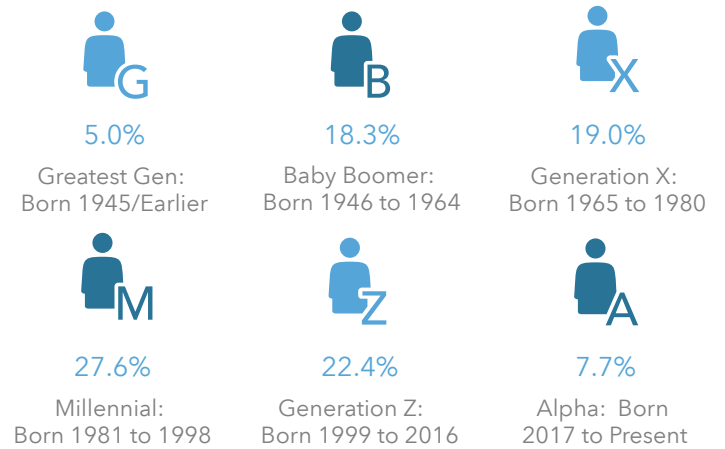 G
B
X
5.0%
18.3%
19.0%
Greatest Gen:
Born 1945/Earlier
Baby Boomer:
Born 1946 to 1964
Generation X:
Born 1965 to 1980
M
Z
A
27.6%
22.4%
7.7%
Millennial:
Born 1981 to 1998
Generation Z:
Born 1999 to 2016
Alpha:  Born
2017 to Present